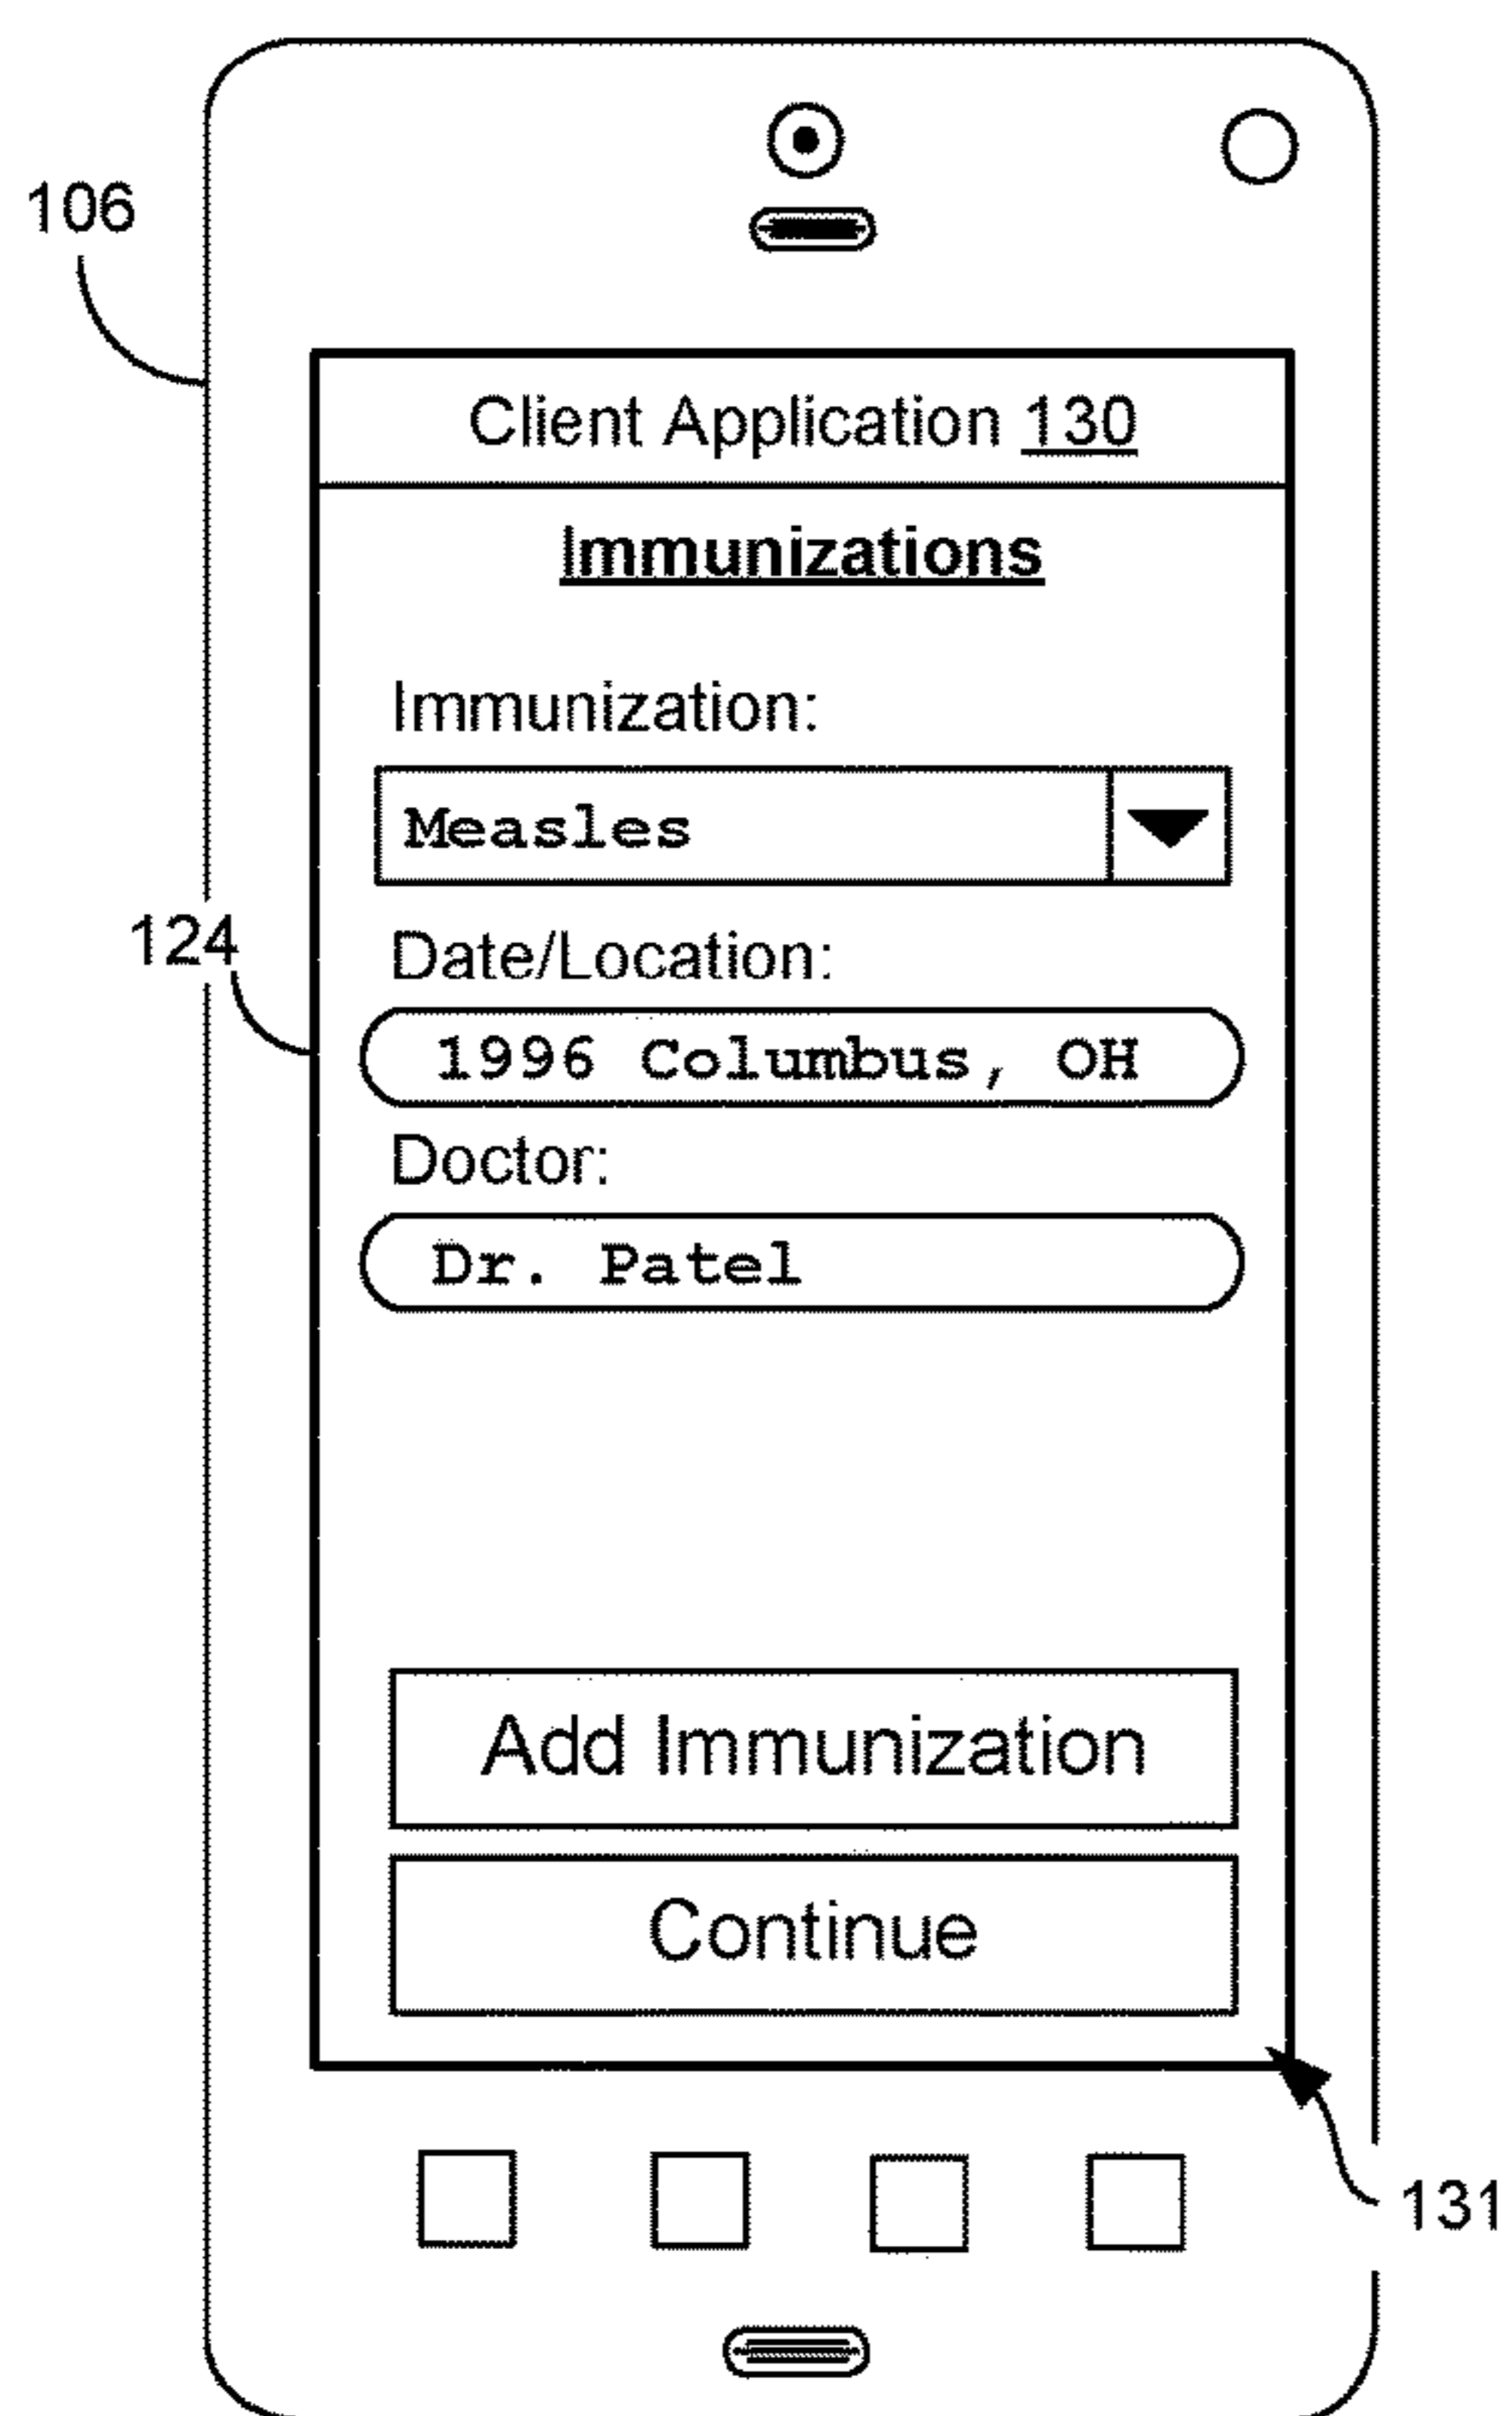 106
Client Application 130
Immunizations
Immunization:
Measles
124
Date/Location:
1996 Columbus, OH
Doctor:
Dr. Patel
Add Immunization
Continue
131